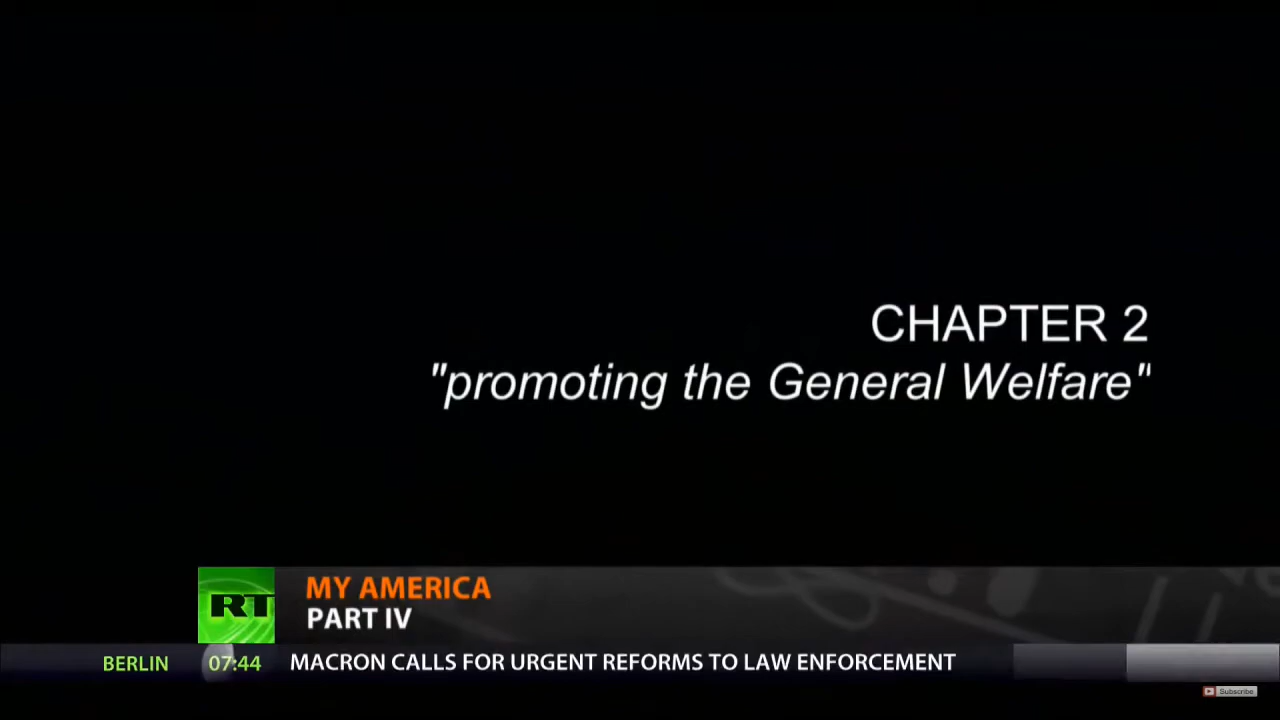 CHAPTER 2
"promoting the General Welfare"
RT
MY AMERICA
PART IV
BERLIN 07:44 MACRON CALLS FOR URGENT REFORMS TO LAW ENFORCEMENT
Subscribe